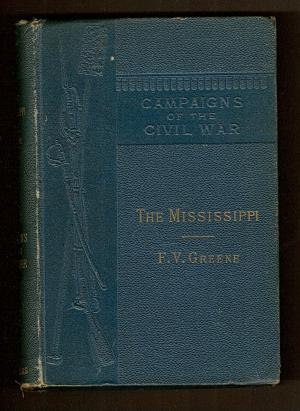 CAMPAIGNS
OF THE
CIVIL WAR
THE MISSISSIPPI
F. V. GREENE